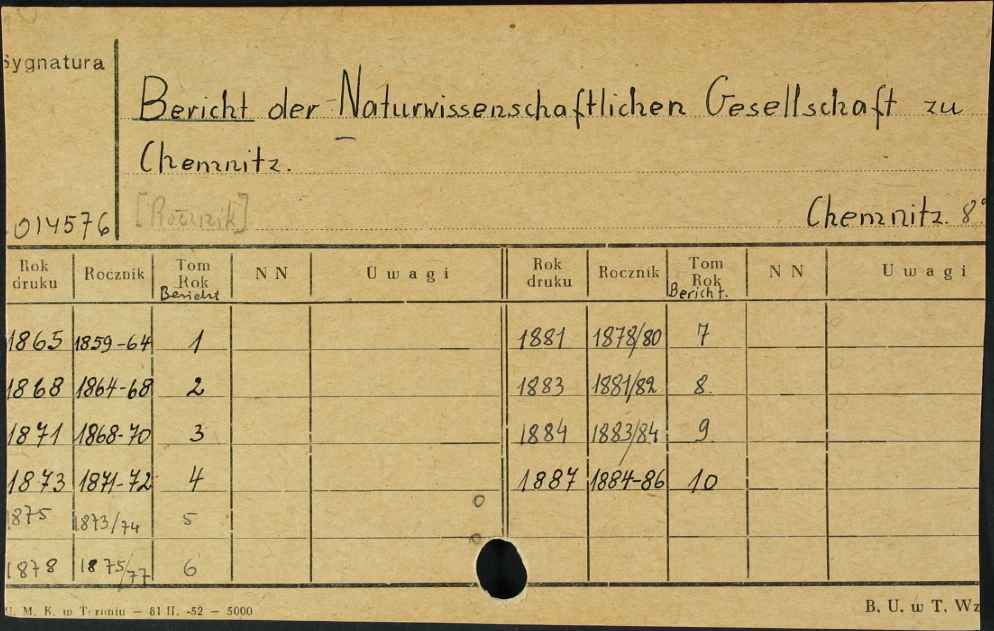 Sygnatura
Bericht der Naturwissenschaftlichen Gesellschaft zu
Chemnitz.
[Rocznik]
014576
Chemnitz. 8°
Rok druku Rocznik Tom Rok Bericht NN Uwagi Rok druku Rocznik Tom Rok Bericht. NN Uwagi
1865 1859-64 1 1881 1878/80 7
1868 1864-68 2 1883 1881/82 8.
1871 1868-70 3 1884 1883/84 9
1873 1871-72 4 1887 1884-86 10
1875 1873/74 5
1878 1875/77 6
U. M. K. w Toruniu — 81 II. -52 — 5000
B. U. w T. Wz